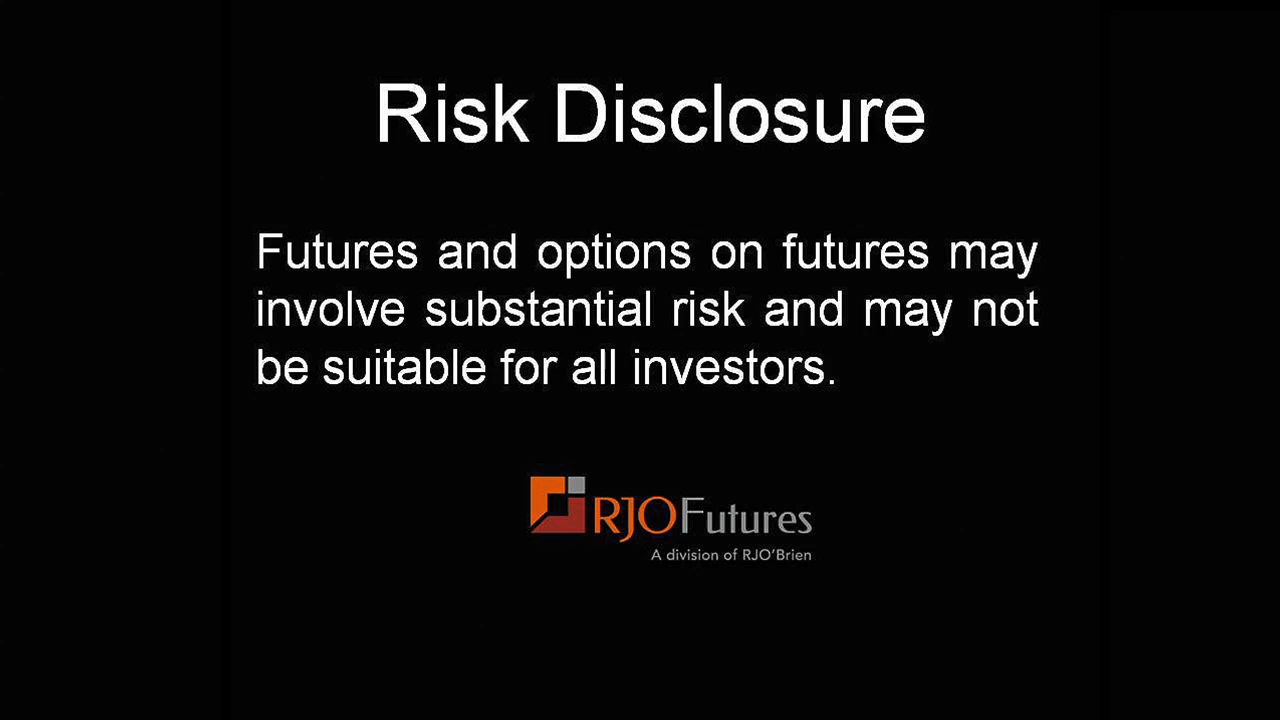 Risk Disclosure
Futures and options on futures may
involve substantial risk and may not
be suitable for all investors.
RJOFutures
A division of RJO'Brien